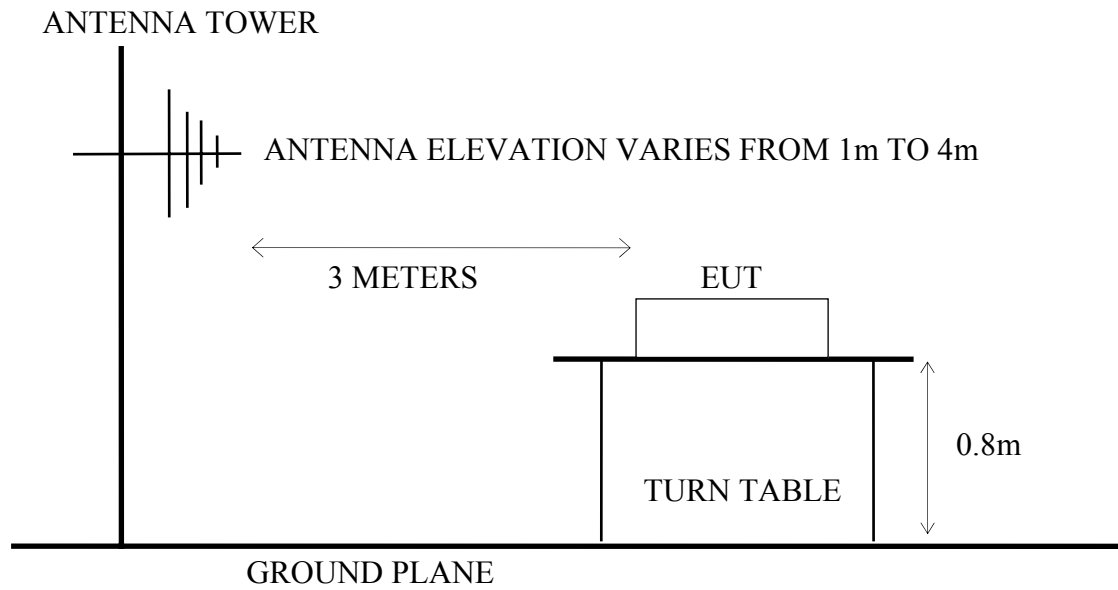 ANTENNA TOWER
ANTENNA ELEVATION VARIES FROM 1m TO 4m
3 METERS
EUT
0.8m
TURN TABLE
GROUND PLANE